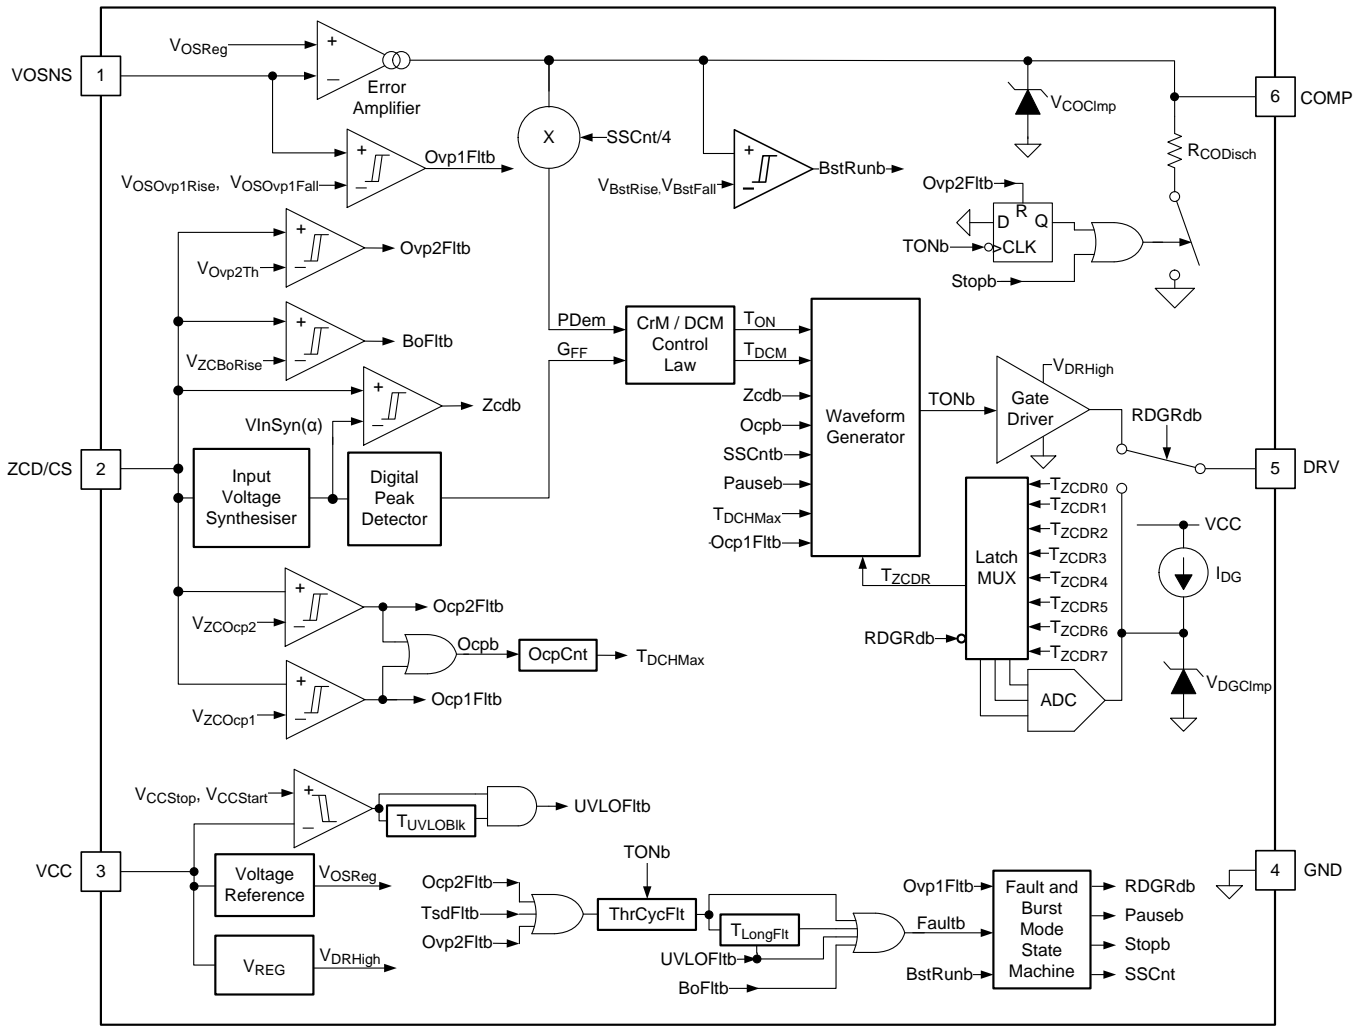 VOSNS
1
VOSReg
+
−
Error
Amplifier
VOSOvp1Rise, VOSOvp1Fall
+
−
Ovp1Fltb
X
SSCnt/4
VBstRise,VBstFall
+
−
BstRunb
VCOClmp
6
COMP
RCODisch
Ovp2Fltb
R
D
Q
CLK
TONb
Stopb
+
−
VOvp2Th
Ovp2Fltb
+
−
VZCBoRise
BoFltb
+
−
Zcdb
VInSyn(α)
ZCD/CS
2
Input
Voltage
Synthesiser
Digital
Peak
Detector
PDem
GFF
CrM / DCM
Control
Law
TON
TDCM
Zcdb
Ocpb
SSCntb
Pauseb
TDCHMax
Ocp1Fltb
Waveform
Generator
TONb
VDRHigh
Gate
Driver
RDGRdb
5
DRV
TZCDR
Latch
MUX
TZCDR0
TZCDR1
TZCDR2
TZCDR3
TZCDR4
TZCDR5
TZCDR6
TZCDR7
RDGRdb
ADC
VCC
IDG
VDGClmp
+
−
VZCOcp2
Ocp2Fltb
Ocpb
OcpCnt
TDCHMax
+
−
VZCOcp1
Ocp1Fltb
VCCStop, VCCStart
+
−
TUVLOBlk
UVLOFltb
VCC
3
Voltage
Reference
VOSReg
VREG
VDRHigh
TONb
Ocp2Fltb
TsdFltb
Ovp2Fltb
ThrCycFlt
TLongFlt
UVLOFltb
BoFltb
Faultb
Ovp1Fltb
BstRunb
Fault and
Burst
Mode
State
Machine
RDGRdb
Pauseb
Stopb
SSCnt
4
GND